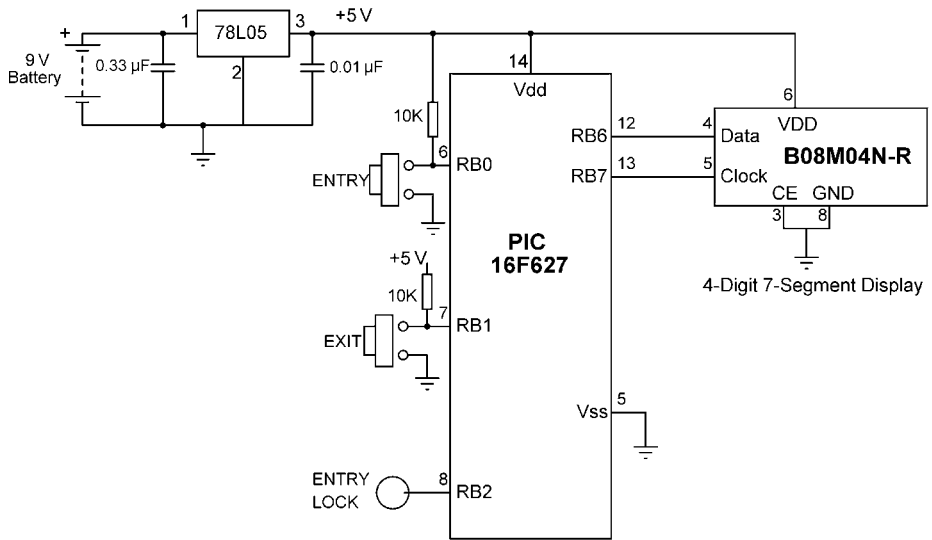 +
9 V
Battery
0.33 µF
1
78L05
3
2
0.01 µF
+5 V
10K
6
RB0
ENTRY
+5 V
10K
7
RB1
EXIT
ENTRY
LOCK
8
RB2
14
Vdd
PIC
16F627
RB6
12
RB7
13
Vss
5
6
VDD
4
Data
B08M04N-R
5
Clock
CE
GND
3
8
4-Digit 7-Segment Display